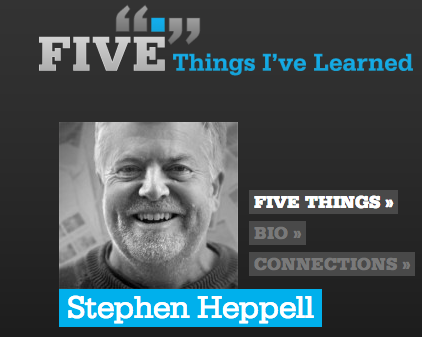 FIVE
Things I've Learned
FIVE THINGS »
BIO »
CONNECTIONS »
Stephen Heppell